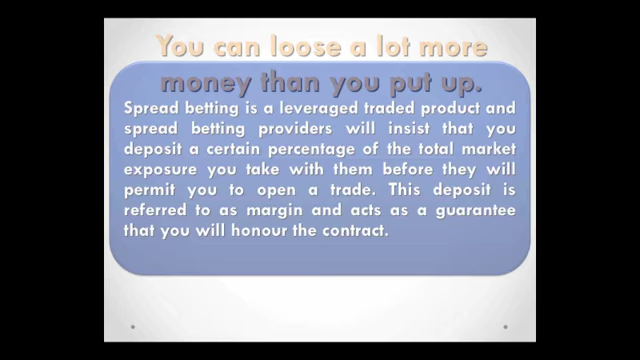 You can loose a lot more
money than you put up.
Spread betting is a leveraged traded product and
spread betting providers will insist that you
deposit a certain percentage of the total market
exposure you take with them before they will
permit you to open a trade. This deposit is
referred to as margin and acts as a guarantee
that you will honour the contract.